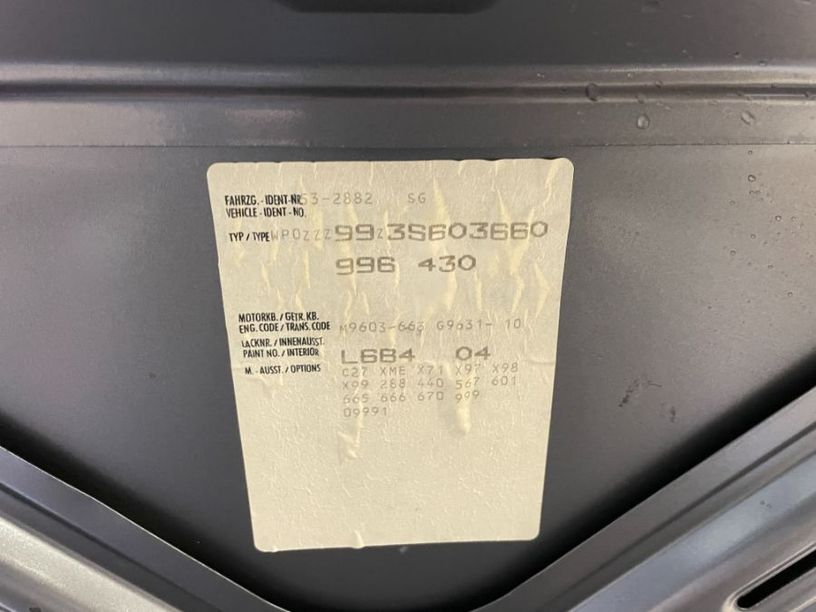 FAHRZG.-IDENT-NR. 53-2882 SG
VEHICLE-IDENT-NO.
TYP / TYPE WP0ZZZ99Z3S603660
996 430
MOTORKB. / GETR. KB.
ENG. CODE / TRANS. CODE M9603-663 G9631- 10
LACKNR. / INNENAUSST.
PAINT NO. / INTERIOR L6B4 04
M.-AUSST. / OPTIONS C27 XME X71 X97 X98
X99 288 440 567 601
665 666 670 999
09991